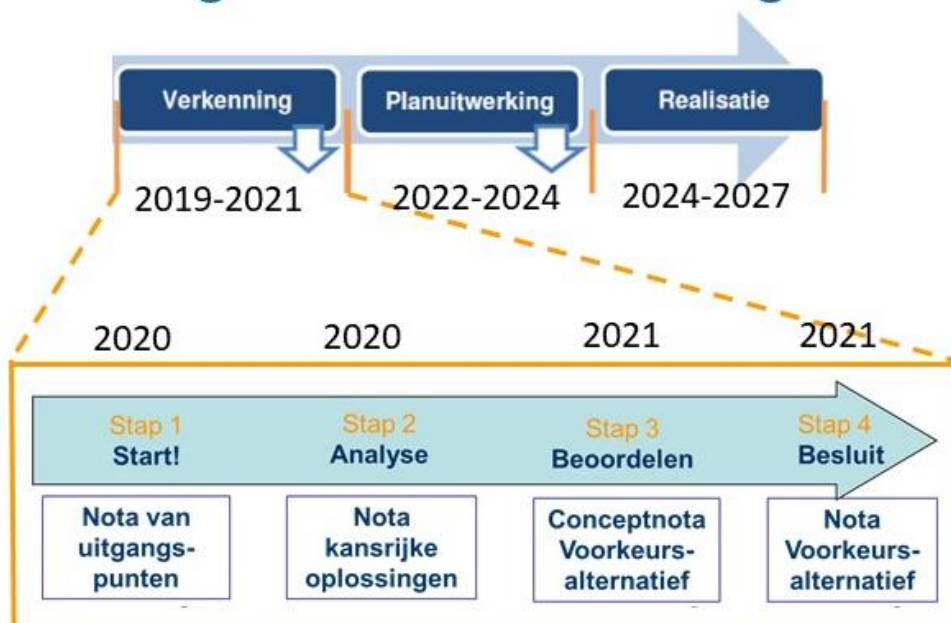 Verkenning
Planuitwerking
Realisatie
2019-2021
2022-2024
2024-2027
2020
2020
2021
2021
Stap 1
Start!
Stap 2
Analyse
Stap 3
Beoordelen
Stap 4
Besluit
Nota van
uitgangs-
punten
Nota
kansrijke
oplossingen
Conceptnota
Voorkeurs-
alternatief
Nota
Voorkeurs-
alternatief